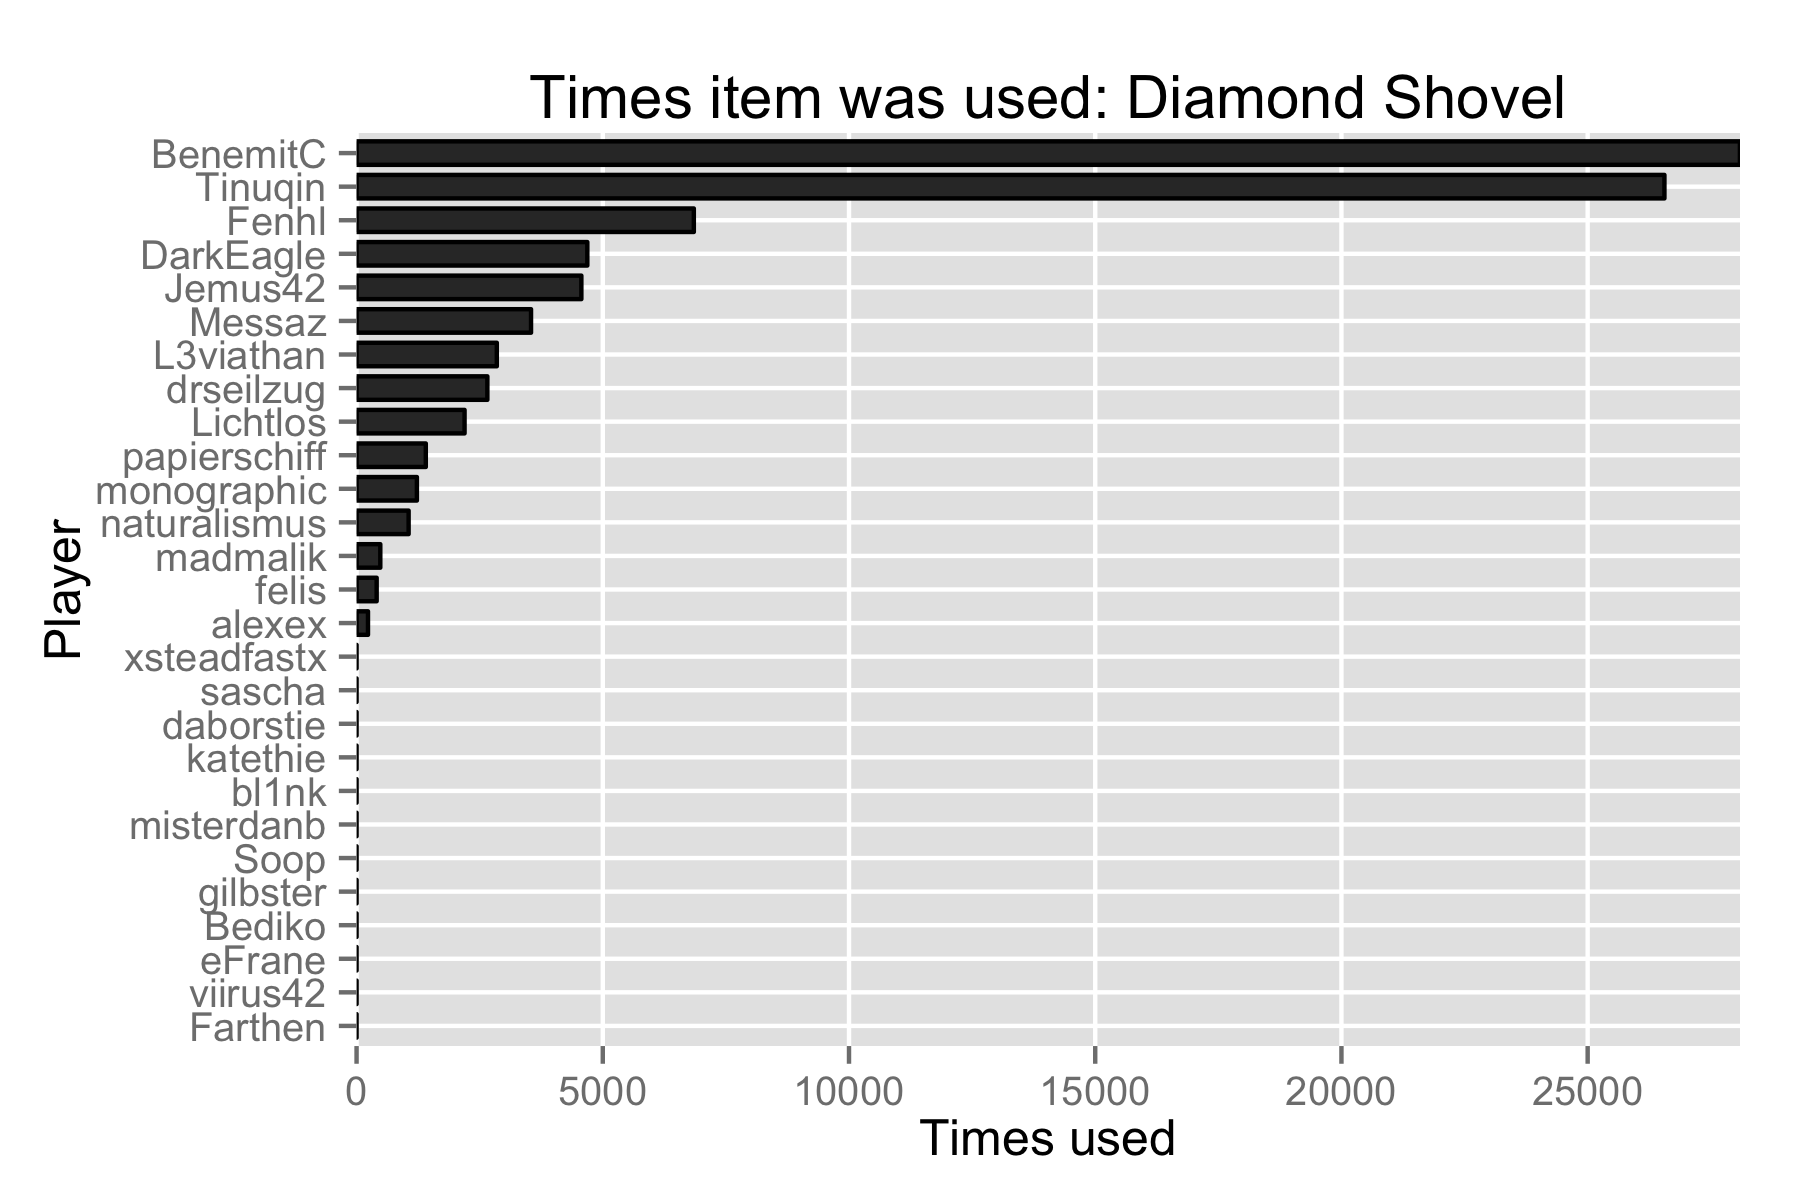 Times item was used: Diamond Shovel
Player
BenemitC
Tinuqin
Fenhl
DarkEagle
Jemus42
Messaz
L3viathan
drseilzug
Lichtlos
papierschiff
monographic
naturalismus
madmalik
felis
alexex
xsteadfastx
sascha
daborstie
katethie
bl1nk
misterdanb
Soop
gilbster
Bediko
eFrane
viirus42
Farthen
0 5000 10000 15000 20000 25000
Times used